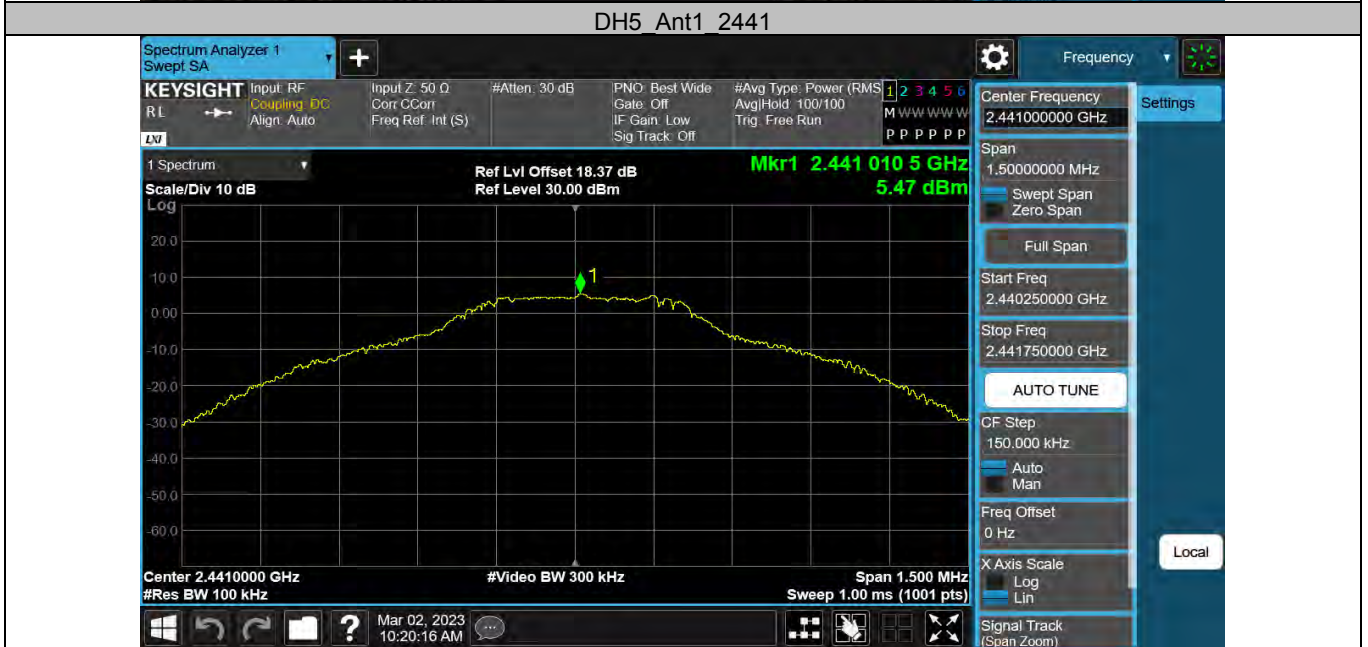 DH5_Ant1_2441
Spectrum Analyzer 1
Swept SA
+
Frequency
KEYSIGHT
RL
LXI
Input: RF
Coupling: DC
Align: Auto
Input Z: 50 Ω
Corr CCorr
Freq Ref: Int (S)
#Atten: 30 dB
PNO: Best Wide
Gate: Off
IF Gain: Low
Sig Track: Off
#Avg Type: Power (RMS
Avg|Hold: 100/100
Trig: Free Run
1 2 3 4 5 6
M W W W W W
P P P P P P
1 Spectrum
Scale/Div 10 dB
Ref Lvl Offset 18.37 dB
Ref Level 30.00 dBm
Mkr1 2.441 010 5 GHz
5.47 dBm
Log
20.0
10.0
0.00
-10.0
-20.0
-30.0
-40.0
-50.0
-60.0
1
Center 2.4410000 GHz
#Res BW 100 kHz
#Video BW 300 kHz
Span 1.500 MHz
Sweep 1.00 ms (1001 pts)
?
Mar 02, 2023
10:20:16 AM
Center Frequency
2.441000000 GHz
Settings
Span
1.50000000 MHz
Swept Span
Zero Span
Full Span
Start Freq
2.440250000 GHz
Stop Freq
2.441750000 GHz
AUTO TUNE
CF Step
150.000 kHz
Auto
Man
Freq Offset
0 Hz
X Axis Scale
Log
Lin
Local
Signal Track
(Span Zoom)